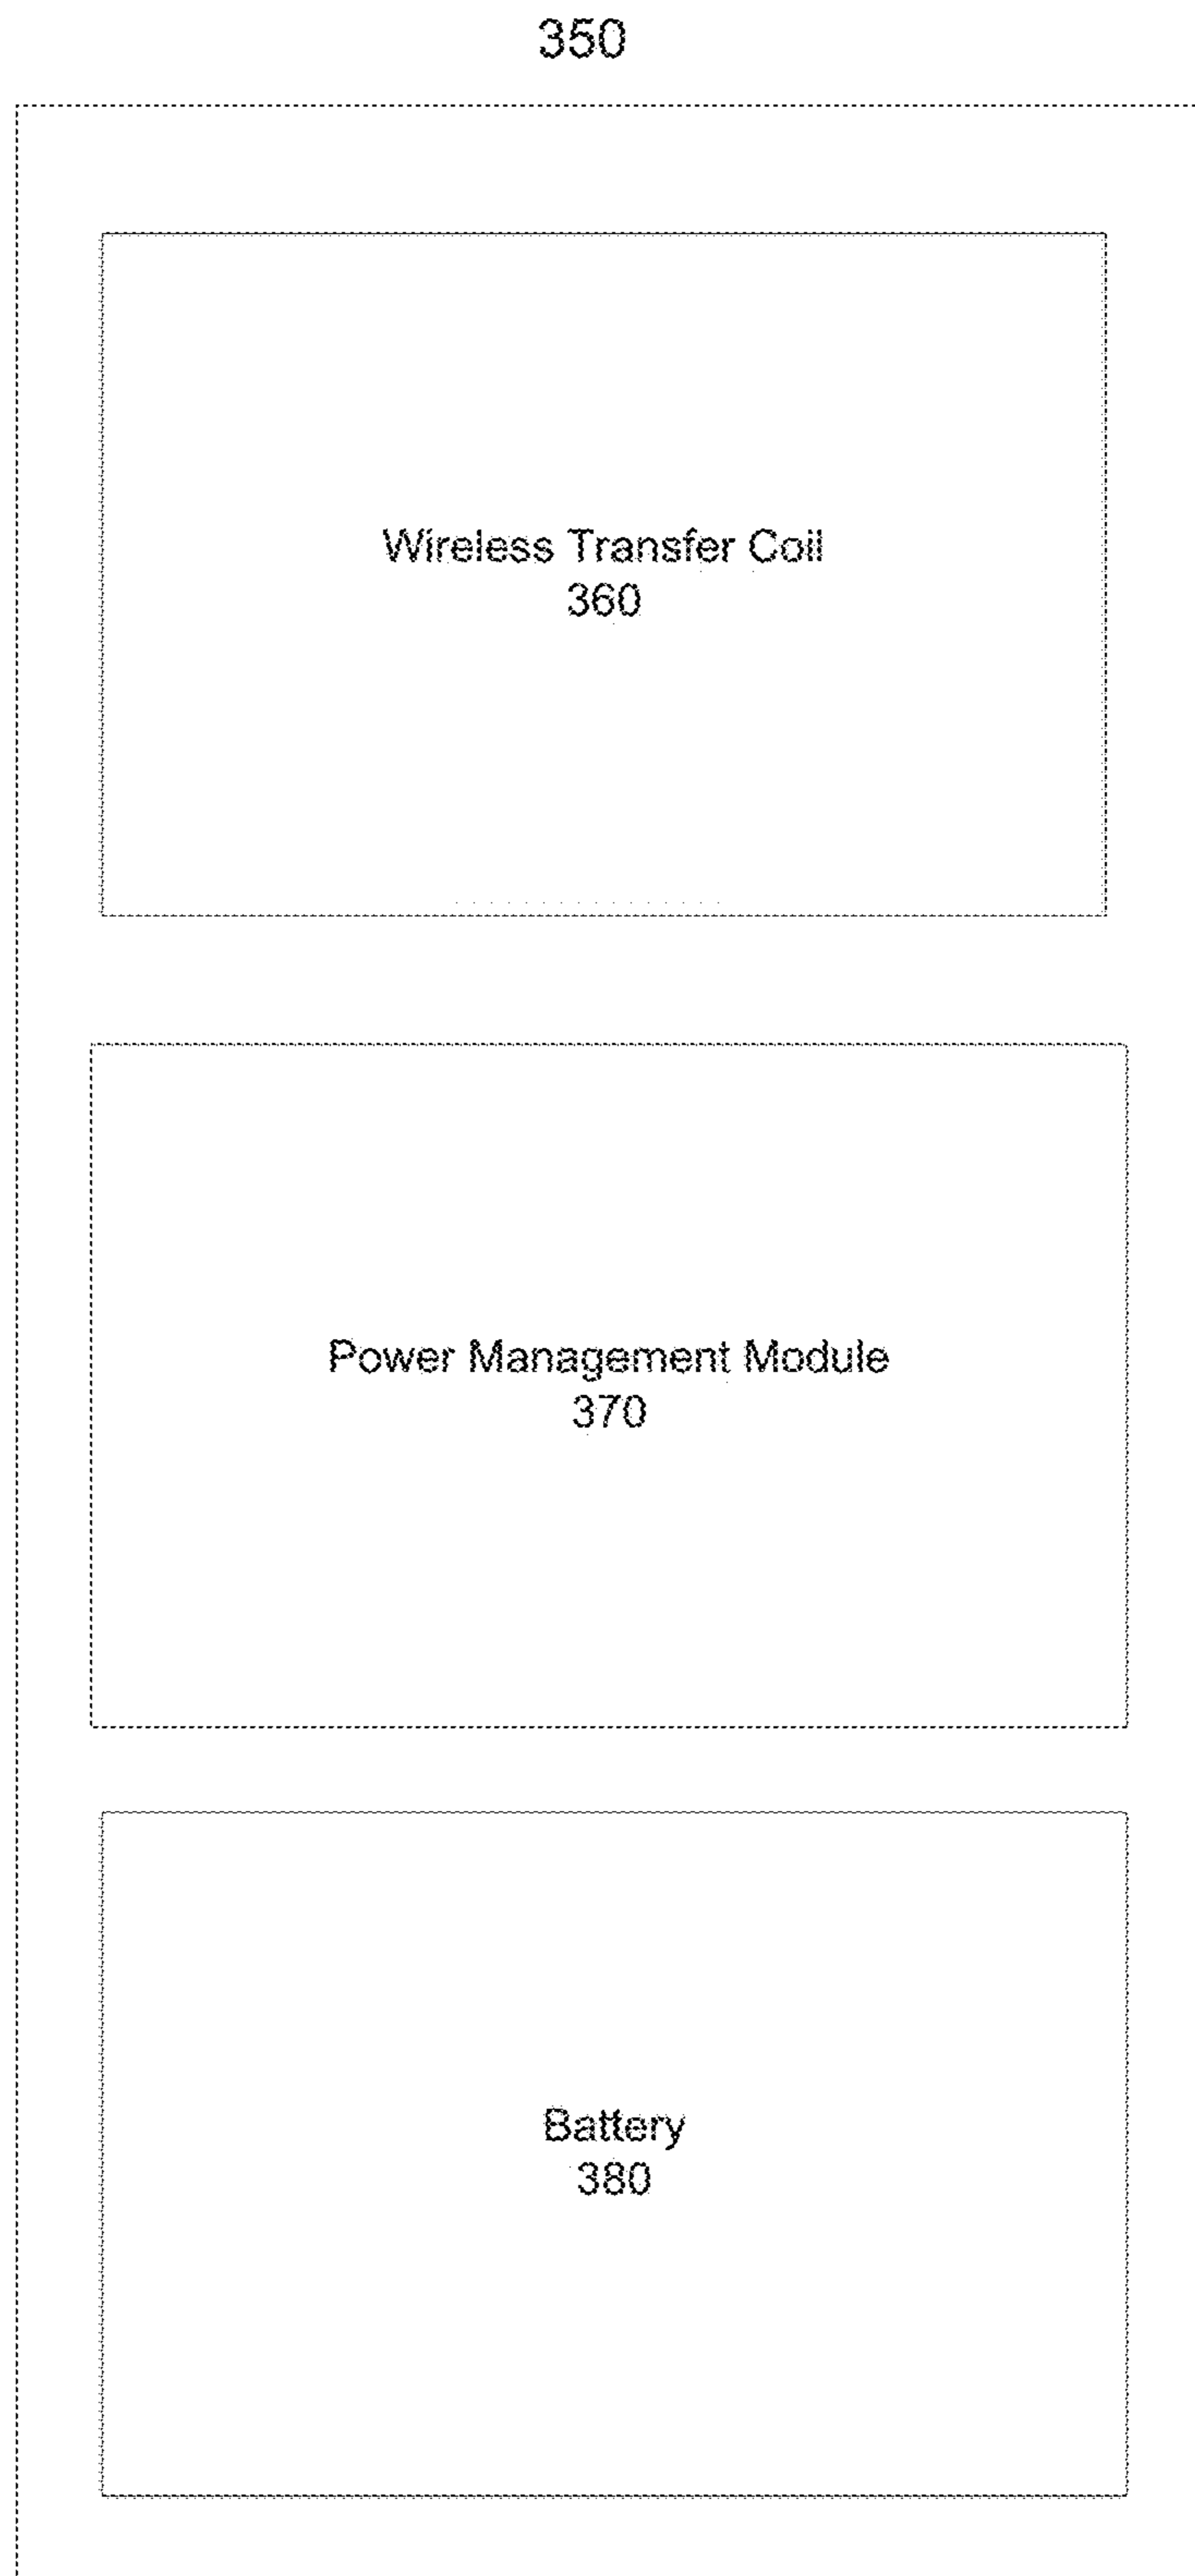 350
Wireless Transfer Coil
360
Power Management Module
370
Battery
380